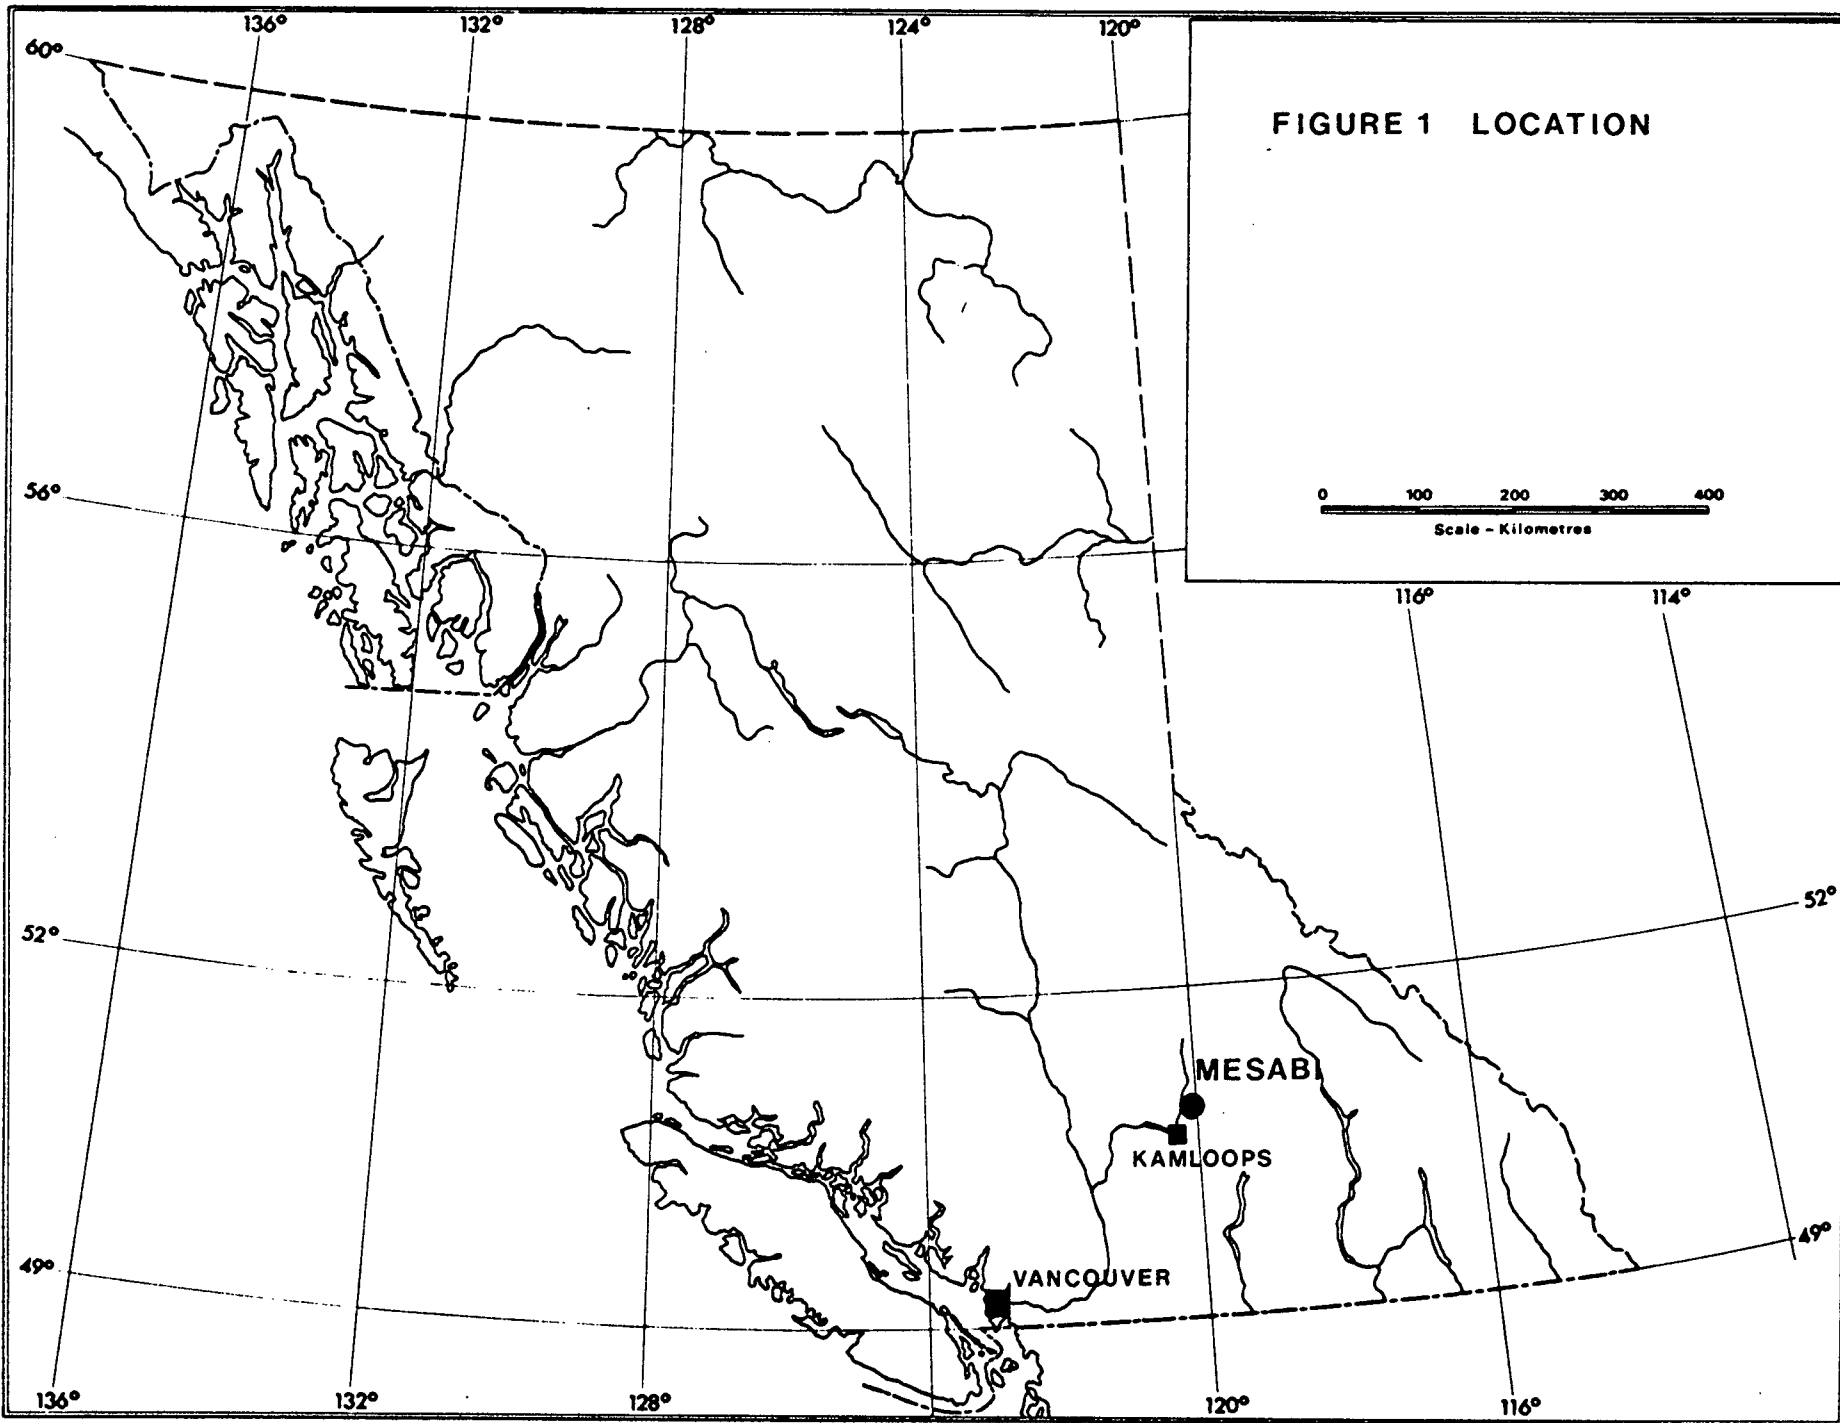 136° 132° 128° 124° 120°
60°
FIGURE 1 LOCATION
56°
0 100 200 300 400
Scale - Kilometres
116° 114°
52°
52°
MESABI
KAMLOOPS
49°
49°
VANCOUVER
136° 132° 128° 120° 116°